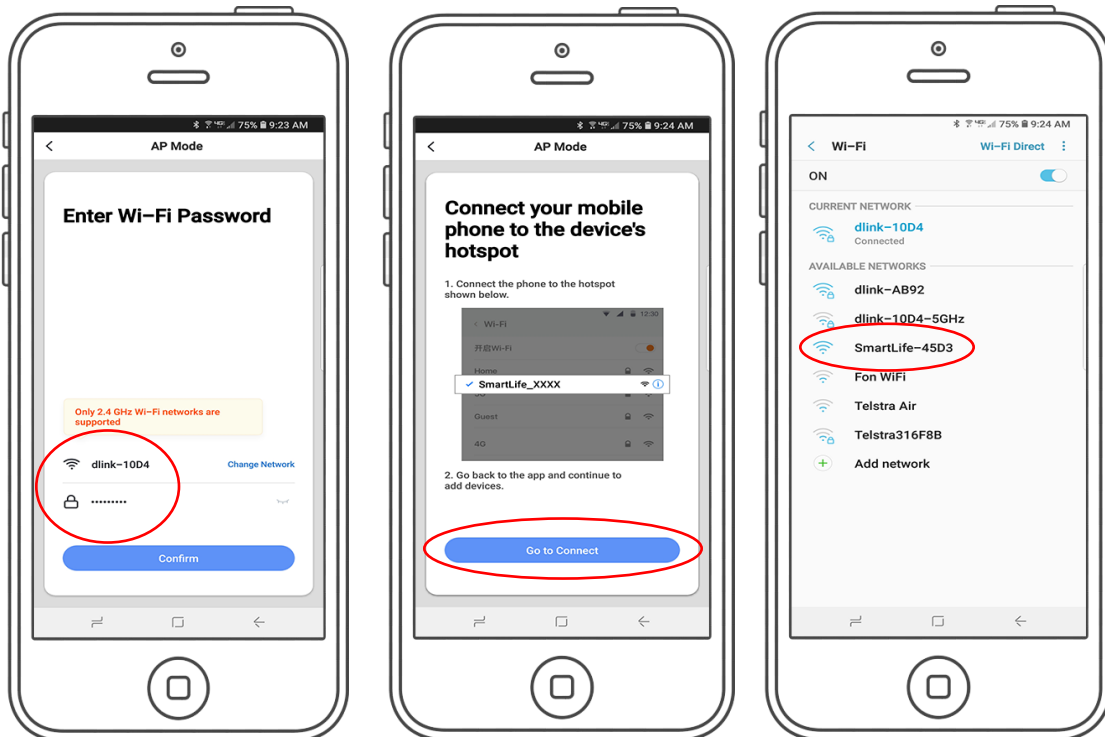 75% 9:23 AM
AP Mode
Enter Wi-Fi Password
Only 2.4 GHz Wi-Fi networks are
supported
dlink-10D4
Change Network
•••••••••
Confirm
75% 9:24 AM
AP Mode
Connect your mobile
phone to the device's
hotspot
1. Connect the phone to the hotspot
shown below.
12:30
Wi-Fi
开启Wi-Fi
Home
SmartLife_XXXX
Guest
4G
2. Go back to the app and continue to
add devices.
Go to Connect
75% 9:24 AM
Wi-Fi
Wi-Fi Direct
ON
CURRENT NETWORK
dlink-10D4
Connected
AVAILABLE NETWORKS
dlink-AB92
dlink-10D4-5GHz
SmartLife-45D3
Fon WiFi
Telstra Air
Telstra316F8B
Add network